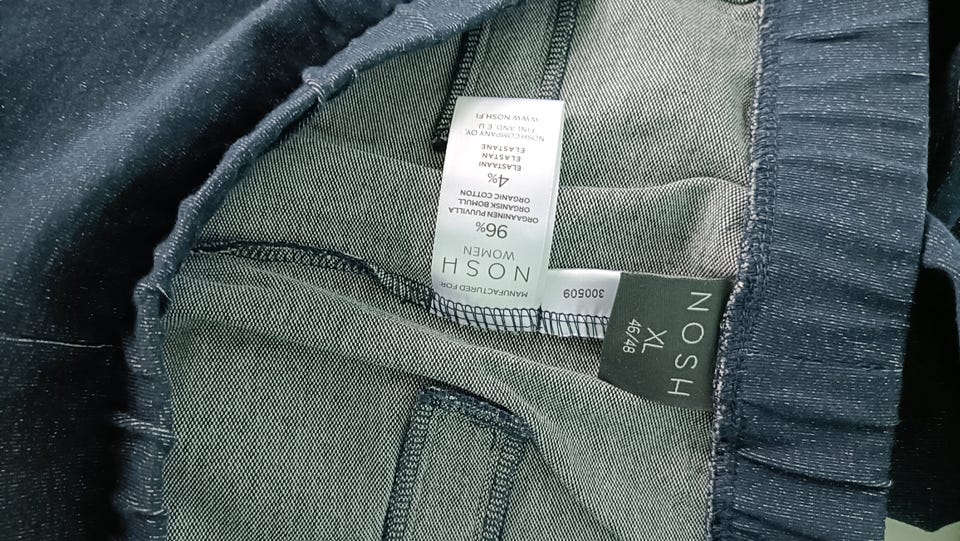 MANUFACTURED FOR:
NOSH
WOMEN
96%
ORGAANINEN PUUVILLA
ORGANISK BOMULL
ORGANIC COTTON
4%
ELASTAANI
ELASTAN
ELASTANE
NOSH COMPANY OY,
FINLAND, E.U.
WWW.NOSH.FI
300509
NOSH
XL
46/48